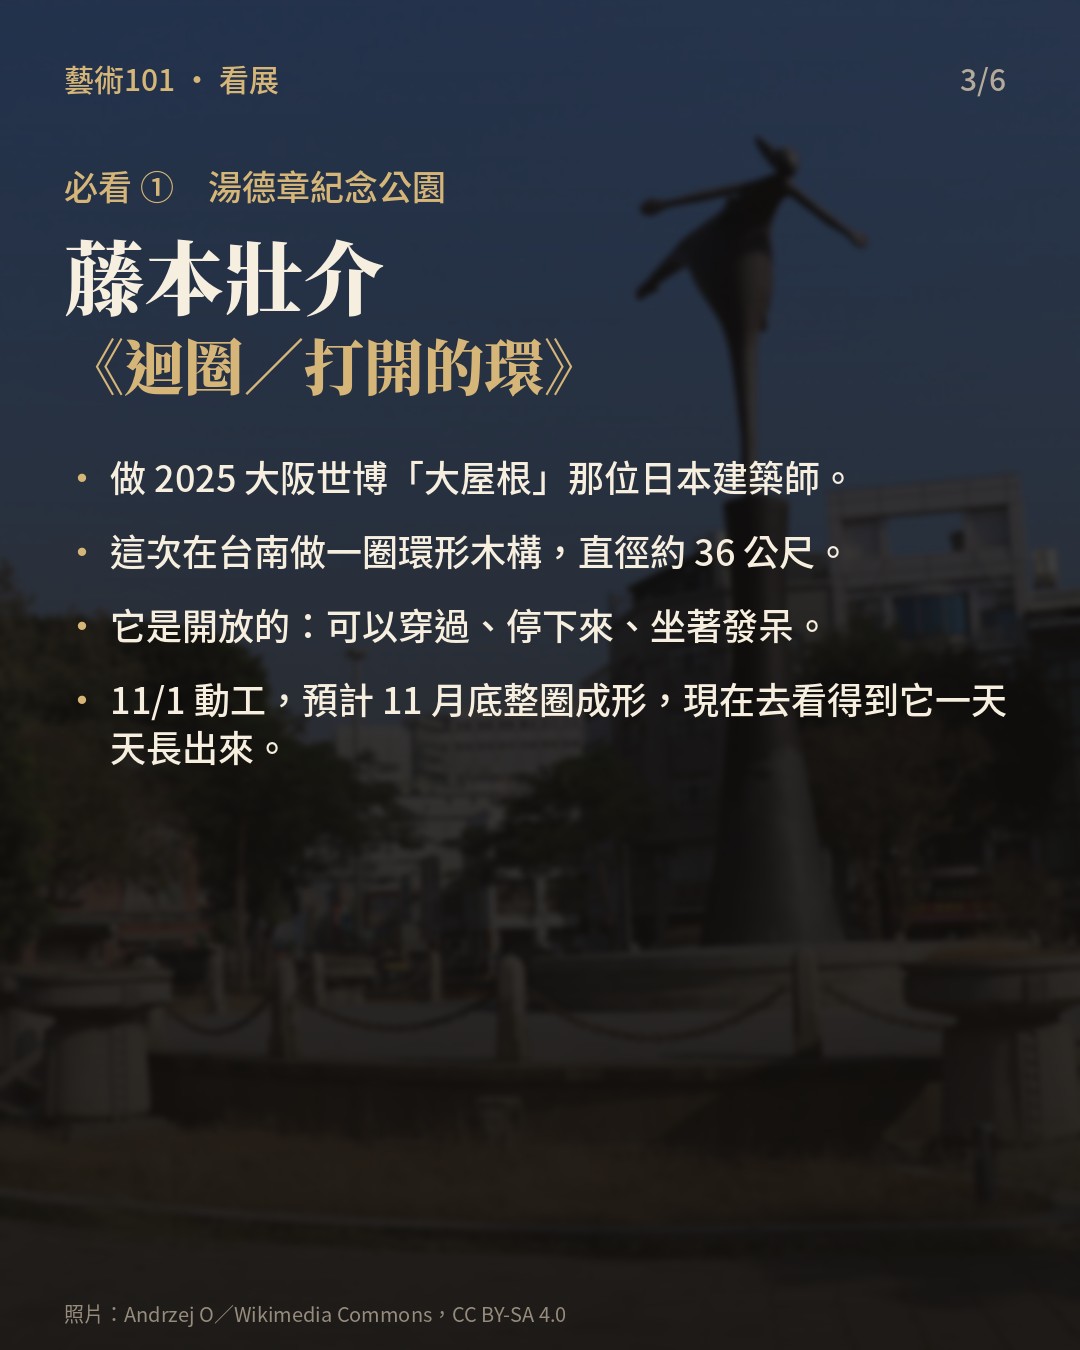 藝術101 · 看展
3/6
必看 ① 湯德章紀念公園
藤本壯介
《迴圈／打開的環》
• 做 2025 大阪世博「大屋根」那位日本建築師。
• 這次在台南做一圈環形木構，直徑約 36 公尺。
• 它是開放的：可以穿過、停下來、坐著發呆。
• 11/1 動工，預計 11 月底整圈成形，現在去看得到它一天
天長出來。
照片：Andrzej O／Wikimedia Commons，CC BY-SA 4.0